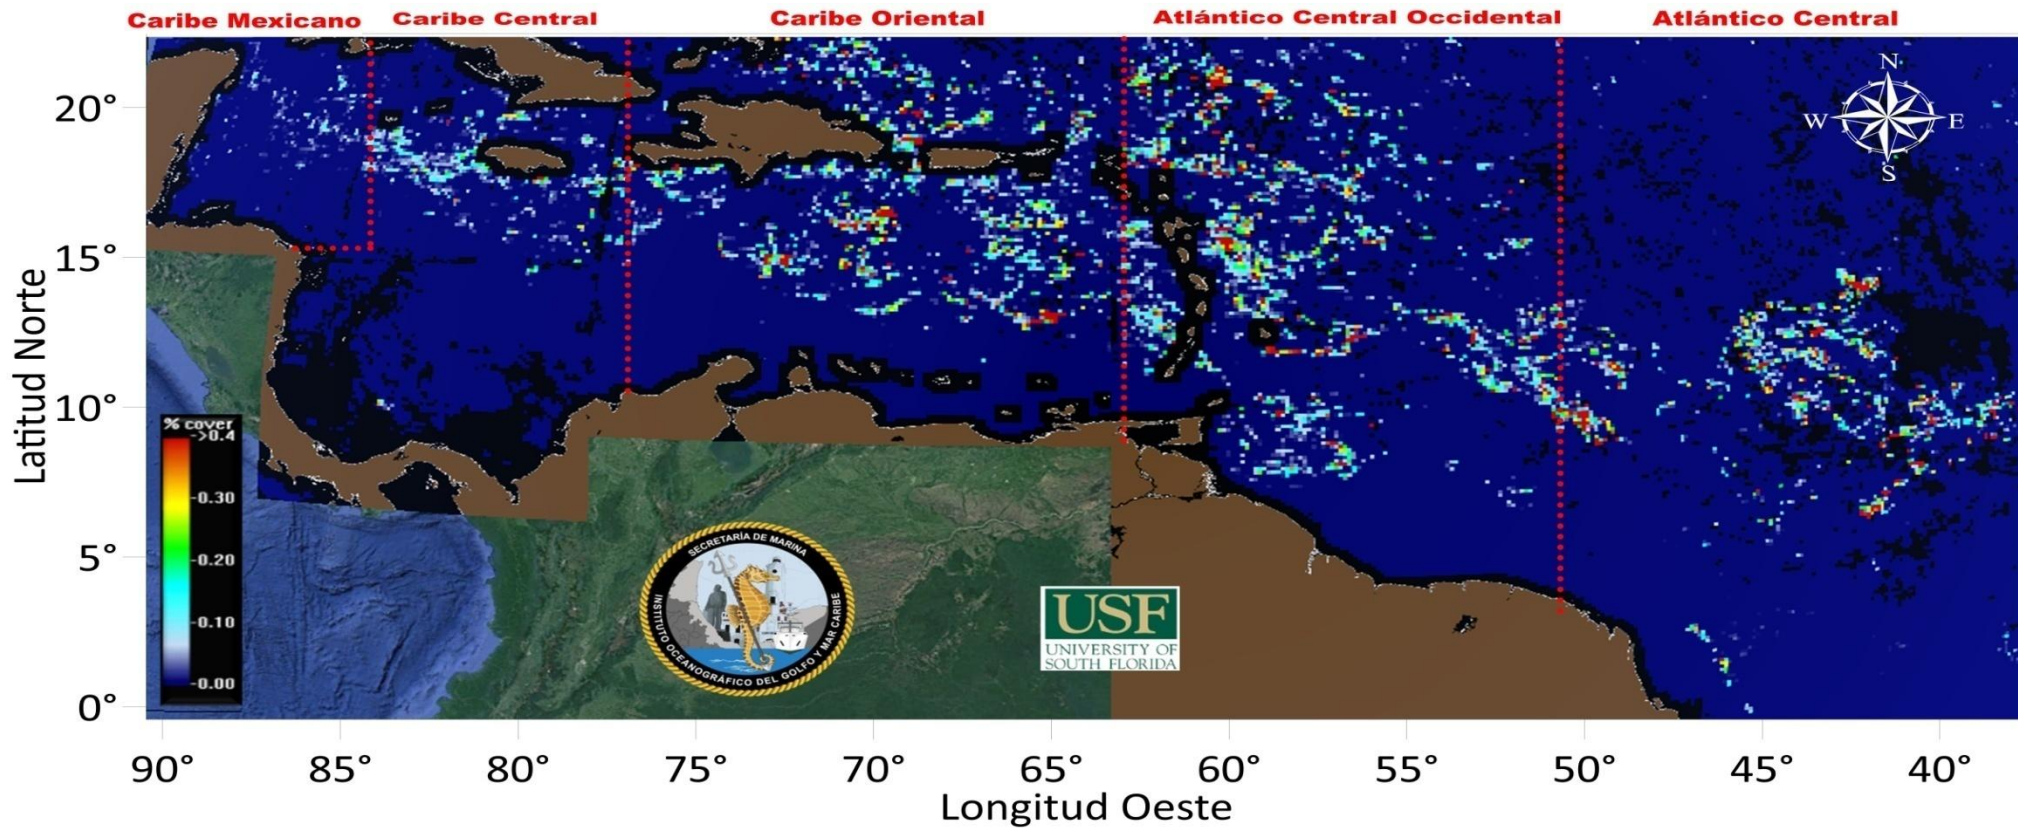 Caribe Mexicano
Caribe Central
Caribe Oriental
Atlántico Central Occidental
Atlántico Central
N
W E
S
20°
15°
10°
5°
0°
Latitud Norte
% cover
->0.4
-0.30
-0.20
-0.10
-0.00
SECRETARÍA DE MARINA
INSTITUTO OCEANOGRÁFICO DEL GOLFO Y MAR CARIBE
USF
UNIVERSITY OF
SOUTH FLORIDA
90° 85° 80° 75° 70° 65° 60° 55° 50° 45° 40°
Longitud Oeste